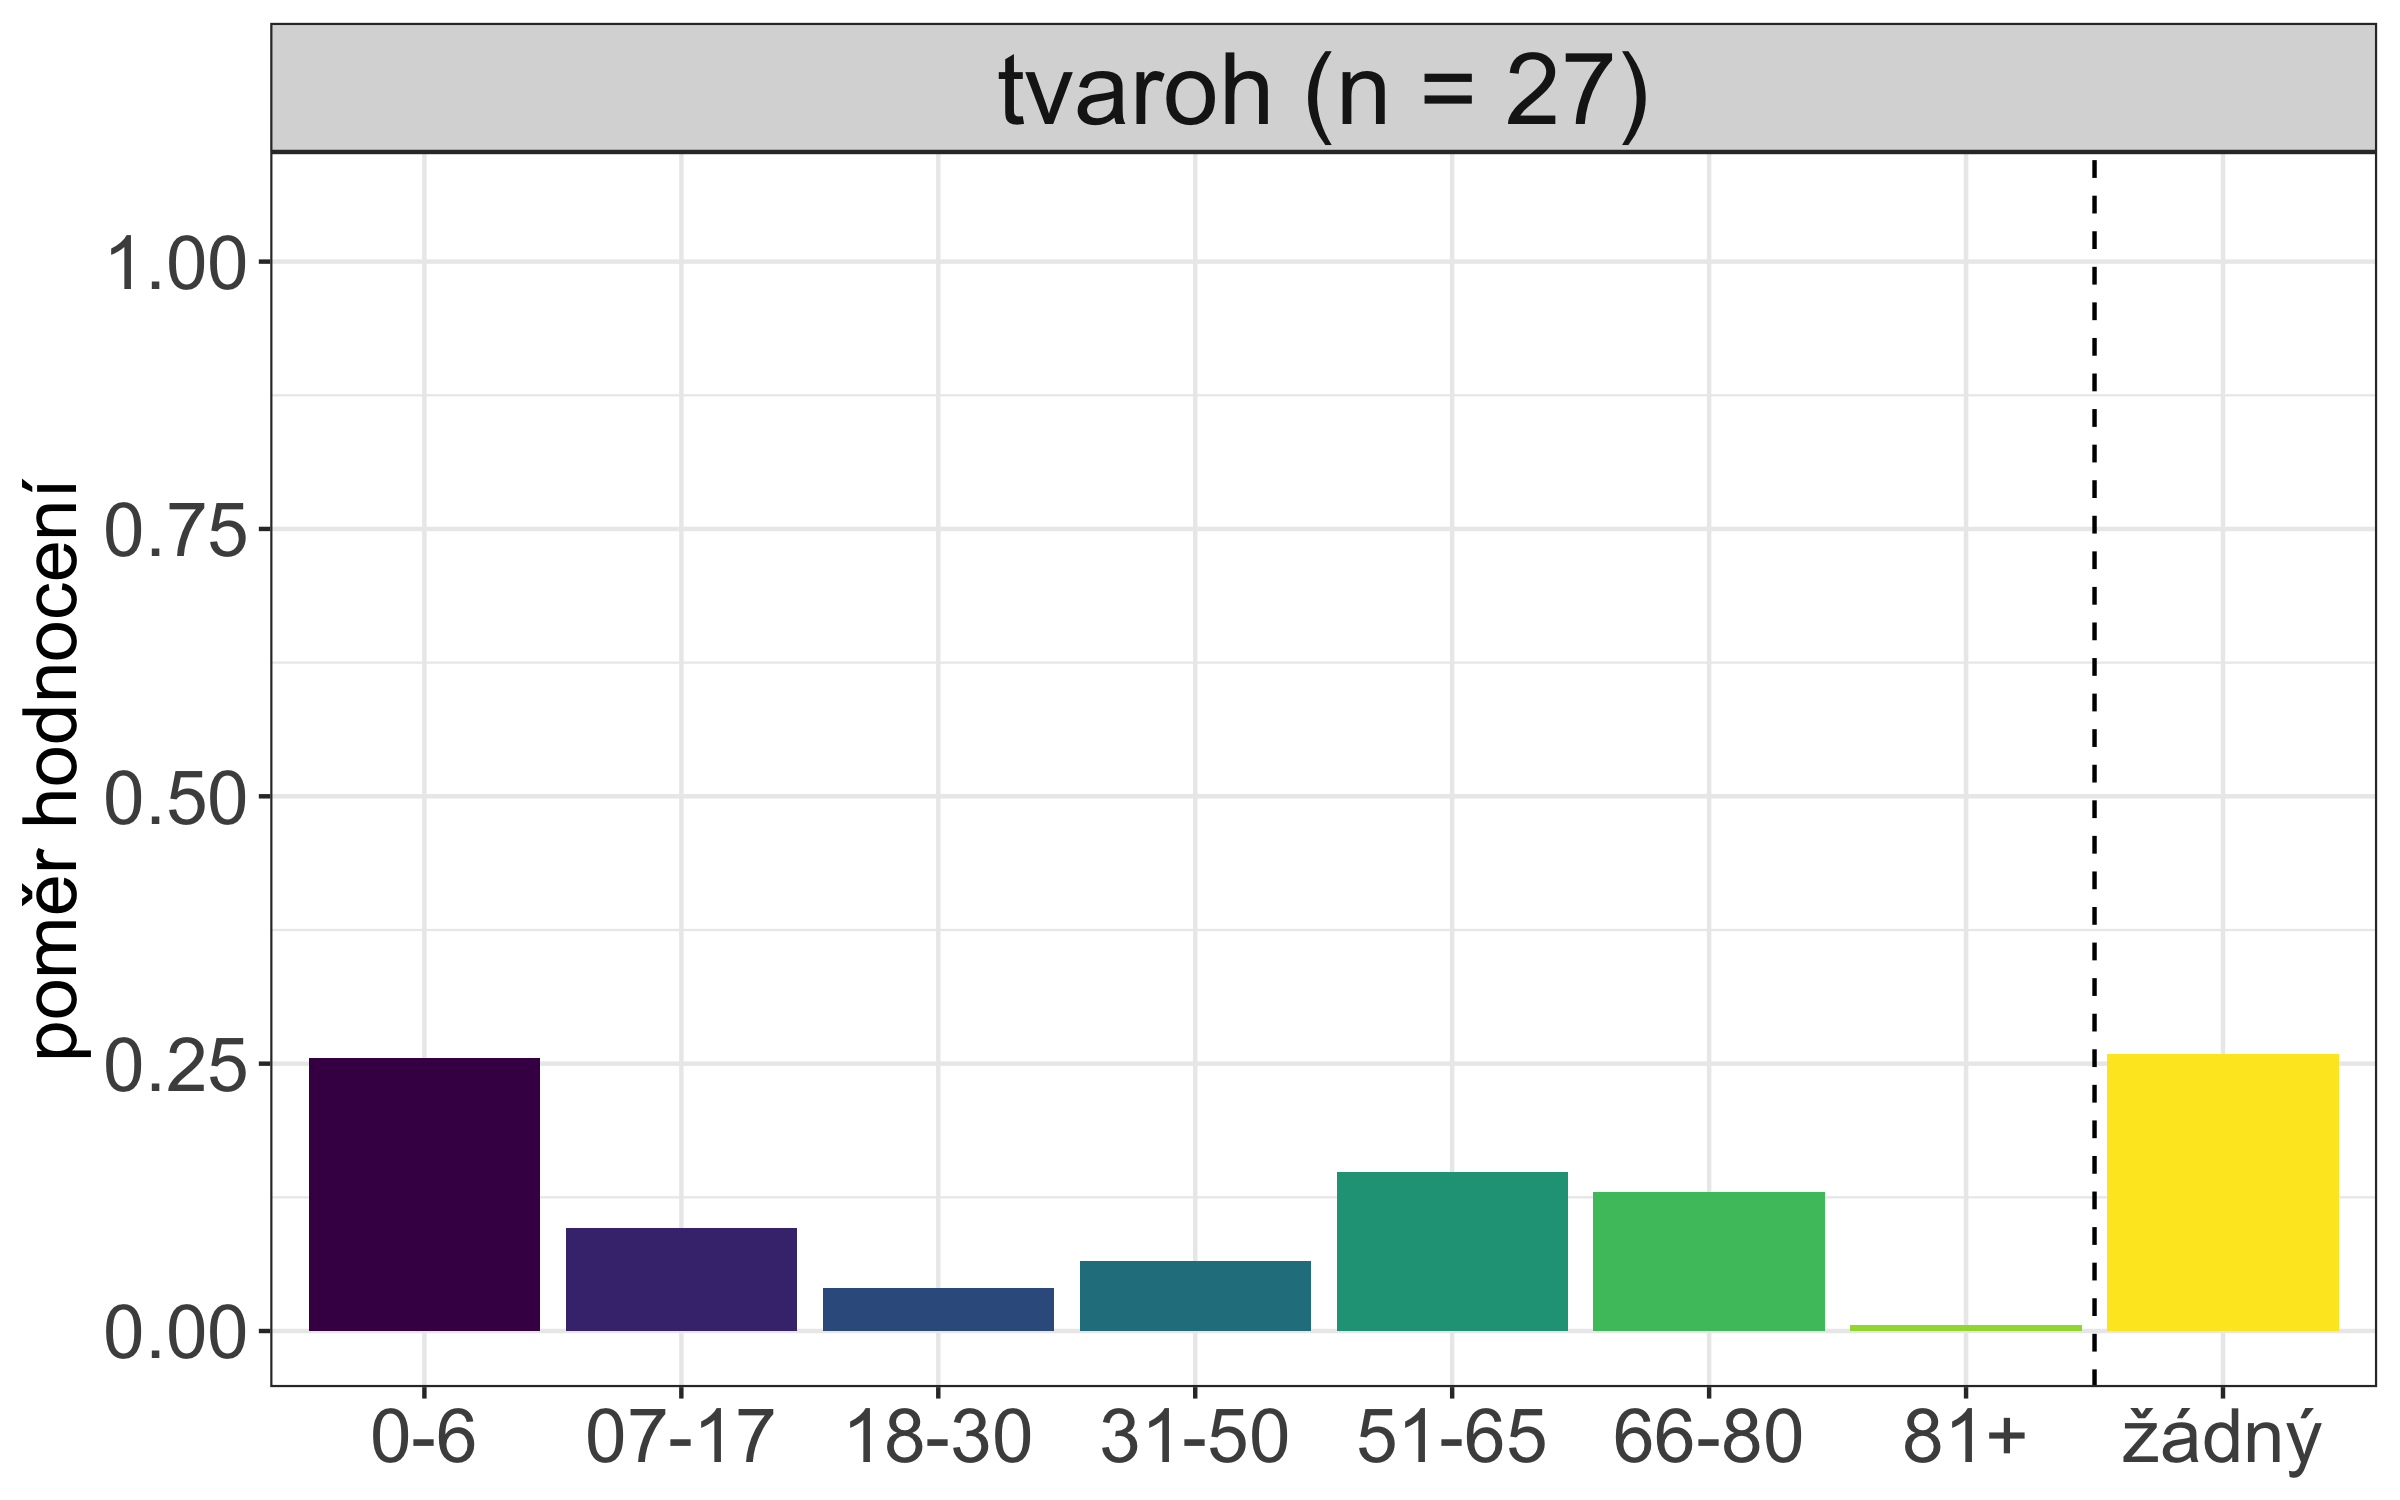 tvaroh (n = 27)
poměr hodnocení
1.00
0.75
0.50
0.25
0.00
0-6 07-17 18-30 31-50 51-65 66-80 81+ žádný